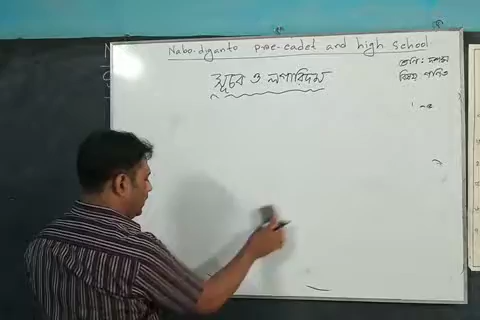 Nabo-diganto pre-cadet and high school
সূচক ও লগারিদম
শ্রেণি: দশম
বিষয়: গণিত